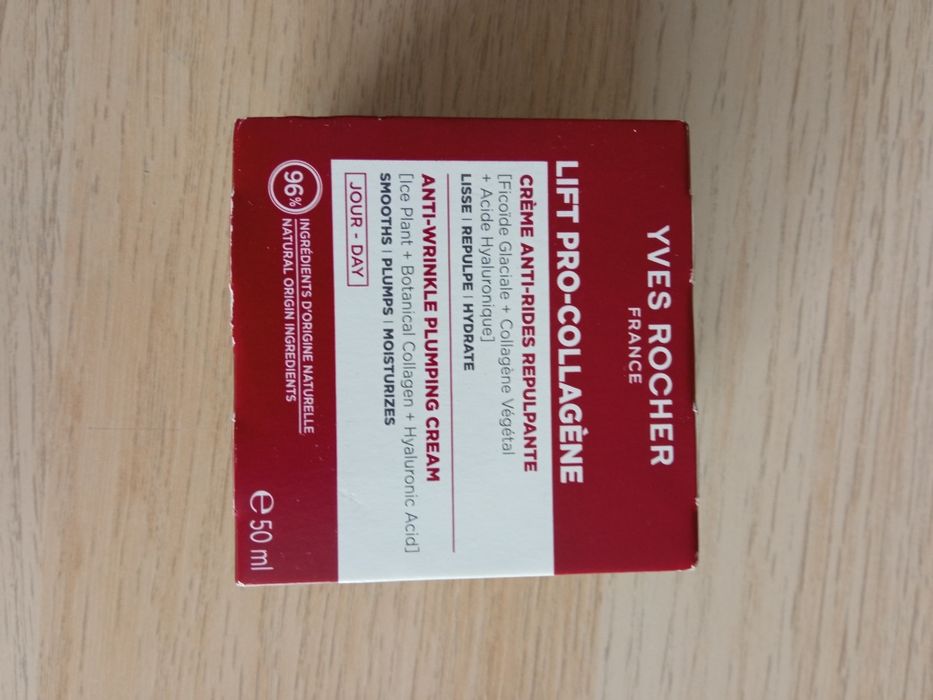 YVES ROCHER
FRANCE
LIFT PRO-COLLAGÈNE
CRÈME ANTI-RIDES REPULPANTE
[Ficoïde Glaciale + Collagène Végétal
+ Acide Hyaluronique]
LISSE | REPULPE | HYDRATE
ANTI-WRINKLE PLUMPING CREAM
[Ice Plant + Botanical Collagen + Hyaluronic Acid]
SMOOTHS | PLUMPS | MOISTURIZES
JOUR - DAY
96%
INGRÉDIENTS D'ORIGINE NATURELLE
NATURAL ORIGIN INGREDIENTS
℮ 50 ml